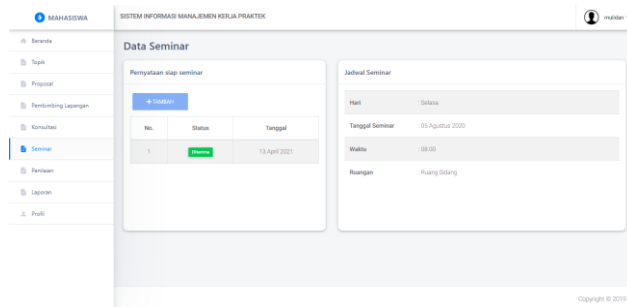 MAHASISWA
SISTEM INFORMASI MANAJEMEN KERJA PRAKTEK
mulidan
Beranda
Topik
Proposal
Pembimbing Lapangan
Konsultasi
Seminar
Penilaian
Laporan
Profil
Data Seminar
Pernyataan siap seminar
+ TAMBAH
No. Status Tanggal
1 Diterima 13 April 2021
Jadwal Seminar
Hari : Selasa
Tanggal Seminar : 05 Agustus 2020
Waktu : 08.00
Ruangan : Ruang Sidang
Copyright © 2019